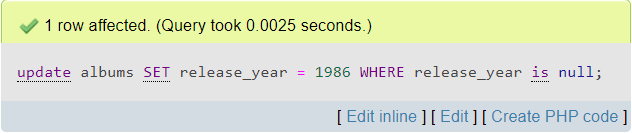 1 row affected. (Query took 0.0025 seconds.)
update albums SET release_year = 1986 WHERE release_year is null;
[ Edit inline ] [ Edit ] [ Create PHP code ]